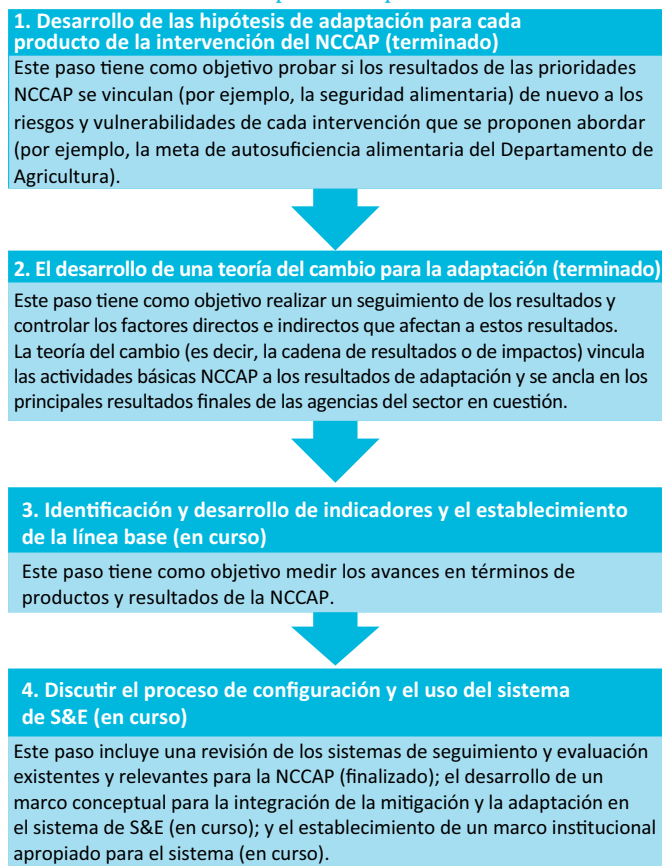 1. Desarrollo de las hipótesis de adaptación para cada
producto de la intervención del NCCAP (terminado)
Este paso tiene como objetivo probar si los resultados de las prioridades
NCCAP se vinculan (por ejemplo, la seguridad alimentaria) de nuevo a los
riesgos y vulnerabilidades de cada intervención que se proponen abordar
(por ejemplo, la meta de autosuficiencia alimentaria del Departamento de
Agricultura).
2. El desarrollo de una teoría del cambio para la adaptación (terminado)
Este paso tiene como objetivo realizar un seguimiento de los resultados y
controlar los factores directos e indirectos que afectan a estos resultados.
La teoría del cambio (es decir, la cadena de resultados o de impactos) vincula
las actividades básicas NCCAP a los resultados de adaptación y se ancla en los
principales resultados finales de las agencias del sector en cuestión.
3. Identificación y desarrollo de indicadores y el establecimiento
de la línea base (en curso)
Este paso tiene como objetivo medir los avances en términos de
productos y resultados de la NCCAP.
4. Discutir el proceso de configuración y el uso del sistema
de S&E (en curso)
Este paso incluye una revisión de los sistemas de seguimiento y evaluación
existentes y relevantes para la NCCAP (finalizado); el desarrollo de un
marco conceptual para la integración de la mitigación y la adaptación en
el sistema de S&E (en curso); y el establecimiento de un marco institucional
apropiado para el sistema (en curso).